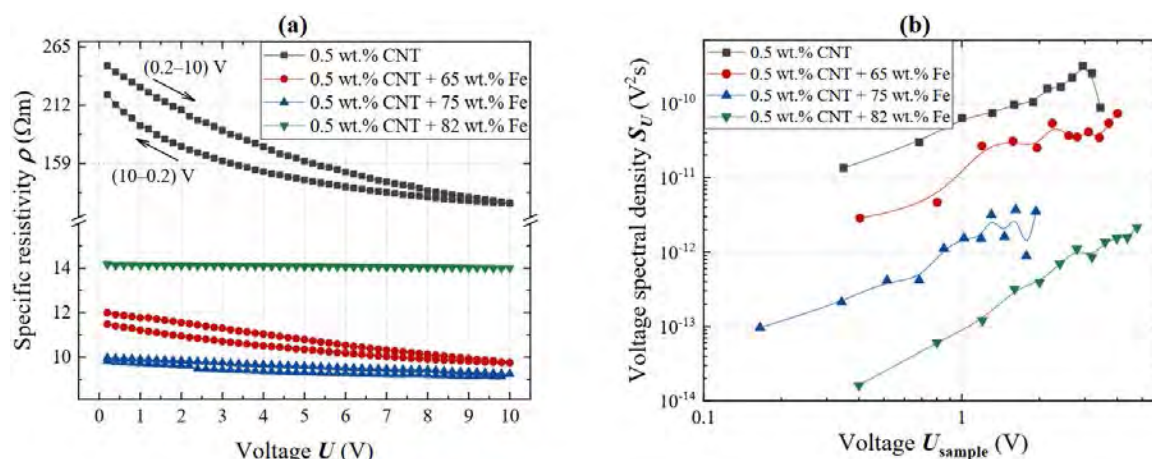 (a)
Specific resistivity ρ (Ωm)
265
212
159
14
12
10
(0.2–10) V
(10–0.2) V
0.5 wt.% CNT
0.5 wt.% CNT + 65 wt.% Fe
0.5 wt.% CNT + 75 wt.% Fe
0.5 wt.% CNT + 82 wt.% Fe
0 1 2 3 4 5 6 7 8 9 10
Voltage U (V)
(b)
Voltage spectral density S_U (V²s)
10⁻¹⁰
10⁻¹¹
10⁻¹²
10⁻¹³
10⁻¹⁴
0.5 wt.% CNT
0.5 wt.% CNT + 65 wt.% Fe
0.5 wt.% CNT + 75 wt.% Fe
0.5 wt.% CNT + 82 wt.% Fe
0.1 1
Voltage U_sample (V)